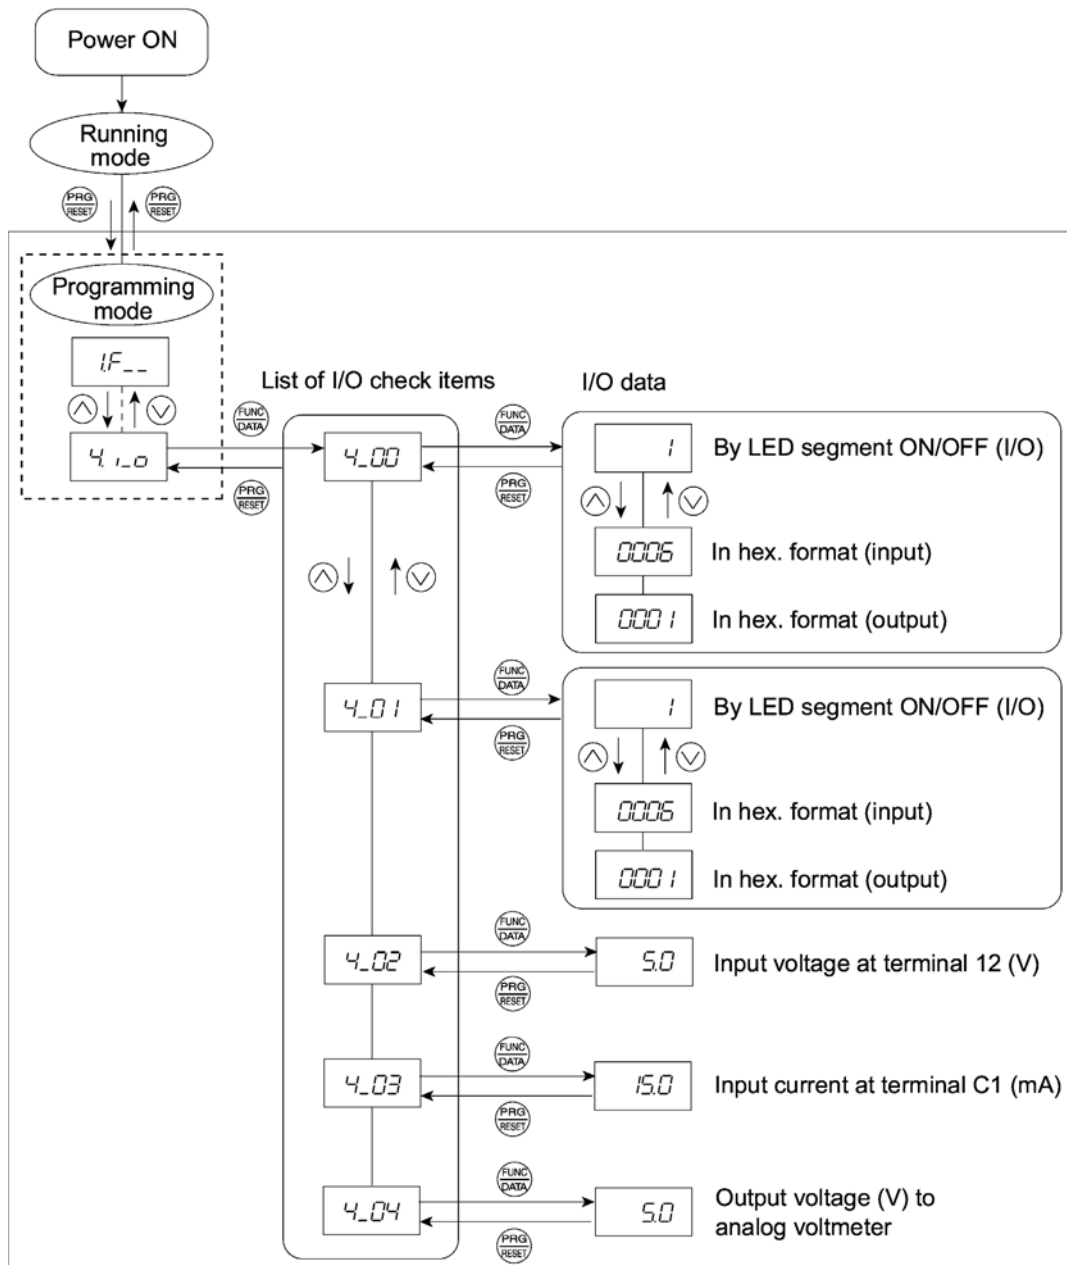 Power ON
Running
mode
PRG
RESET
PRG
RESET
Programming
mode
1.F__
List of I/O check items
I/O data
FUNC
DATA
4.i_o
PRG
RESET
4_00
FUNC
DATA
PRG
RESET
1
By LED segment ON/OFF (I/O)
0006
In hex. format (input)
0001
In hex. format (output)
4_01
FUNC
DATA
PRG
RESET
1
By LED segment ON/OFF (I/O)
0006
In hex. format (input)
0001
In hex. format (output)
4_02
FUNC
DATA
PRG
RESET
5.0
Input voltage at terminal 12 (V)
4_03
FUNC
DATA
PRG
RESET
15.0
Input current at terminal C1 (mA)
4_04
FUNC
DATA
PRG
RESET
5.0
Output voltage (V) to
analog voltmeter